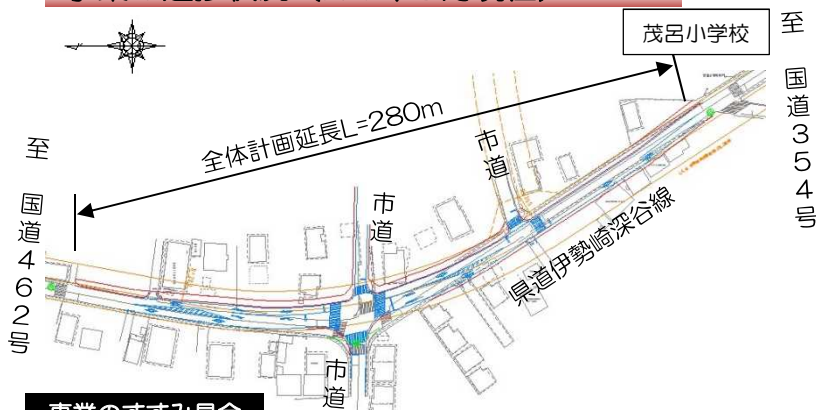 茂呂小学校
至 国道354号
全体計画延長L=280m
至 国道462号
市道
市道
県道伊勢崎深谷線
市道
事業のすすみ具合